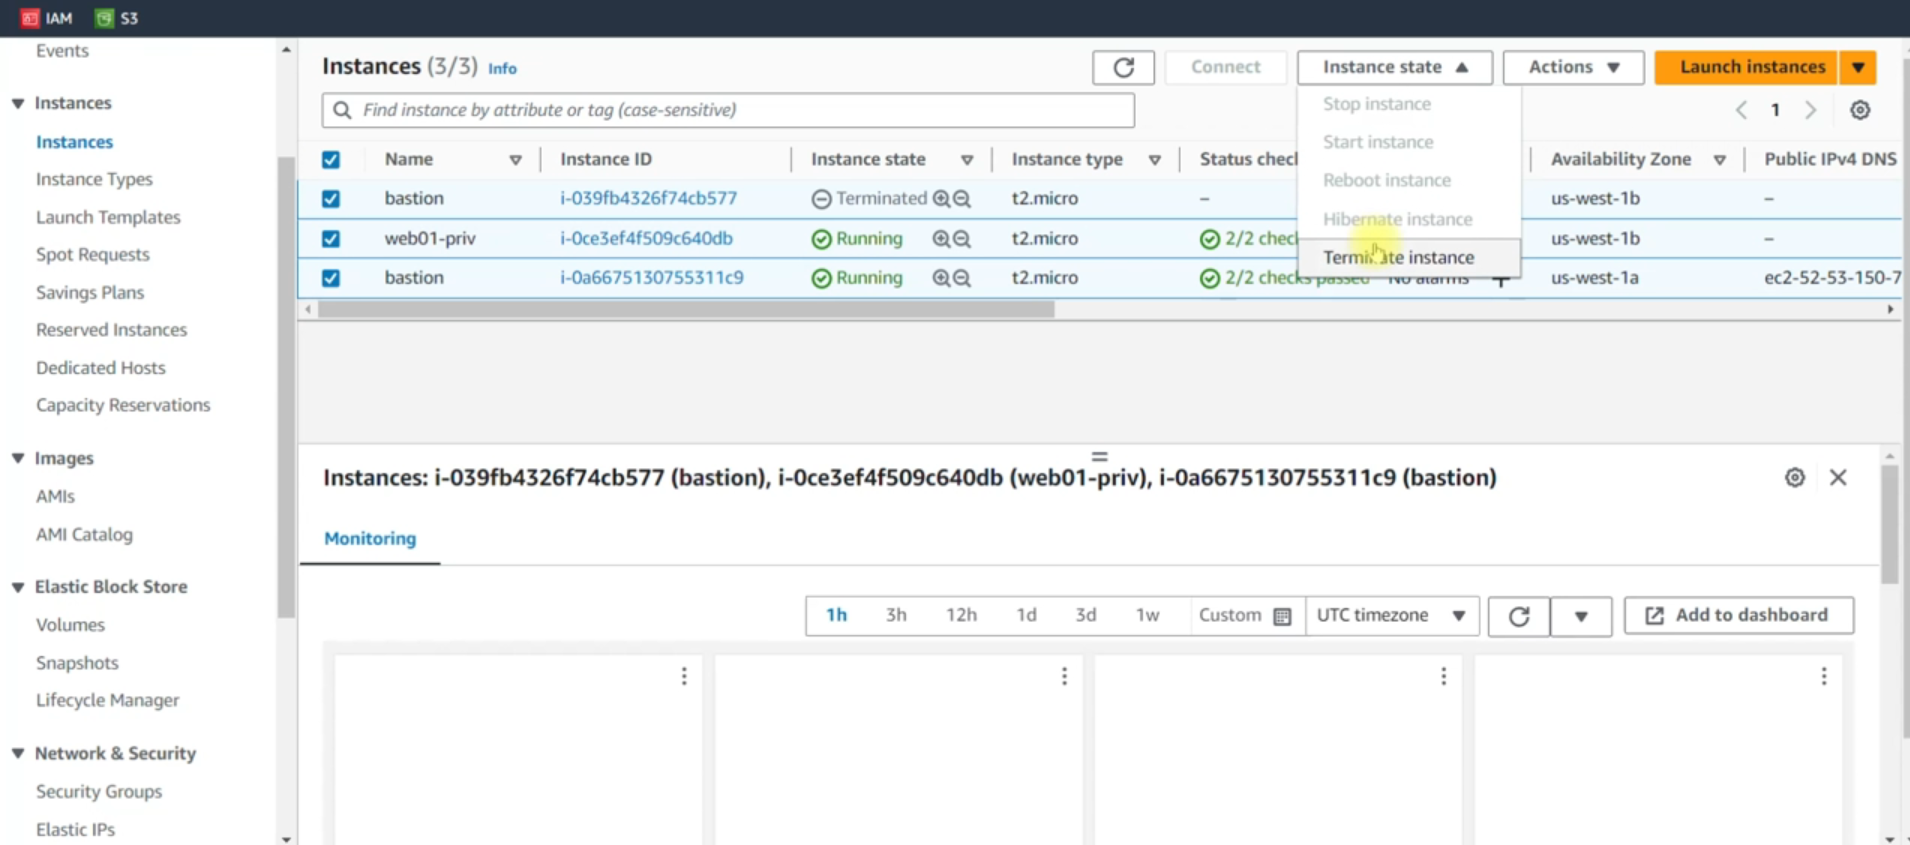 IAM S3
Events
Instances
Instances
Instance Types
Launch Templates
Spot Requests
Savings Plans
Reserved Instances
Dedicated Hosts
Capacity Reservations
Images
AMIs
AMI Catalog
Elastic Block Store
Volumes
Snapshots
Lifecycle Manager
Network & Security
Security Groups
Elastic IPs
Instances (3/3) Info
Connect Instance state Actions Launch instances
Find instance by attribute or tag (case-sensitive)
1
Stop instance
Start instance
Reboot instance
Hibernate instance
Terminate instance
Name Instance ID Instance state Instance type Status check Availability Zone Public IPv4 DNS
bastion i-039fb4326f74cb577 Terminated t2.micro – us-west-1b –
web01-priv i-0ce3ef4f509c640db Running t2.micro 2/2 chec us-west-1b –
bastion i-0a6675130755311c9 Running t2.micro 2/2 checks passed No alarms + us-west-1a ec2-52-53-150-7
Instances: i-039fb4326f74cb577 (bastion), i-0ce3ef4f509c640db (web01-priv), i-0a6675130755311c9 (bastion)
Monitoring
1h 3h 12h 1d 3d 1w Custom UTC timezone Add to dashboard